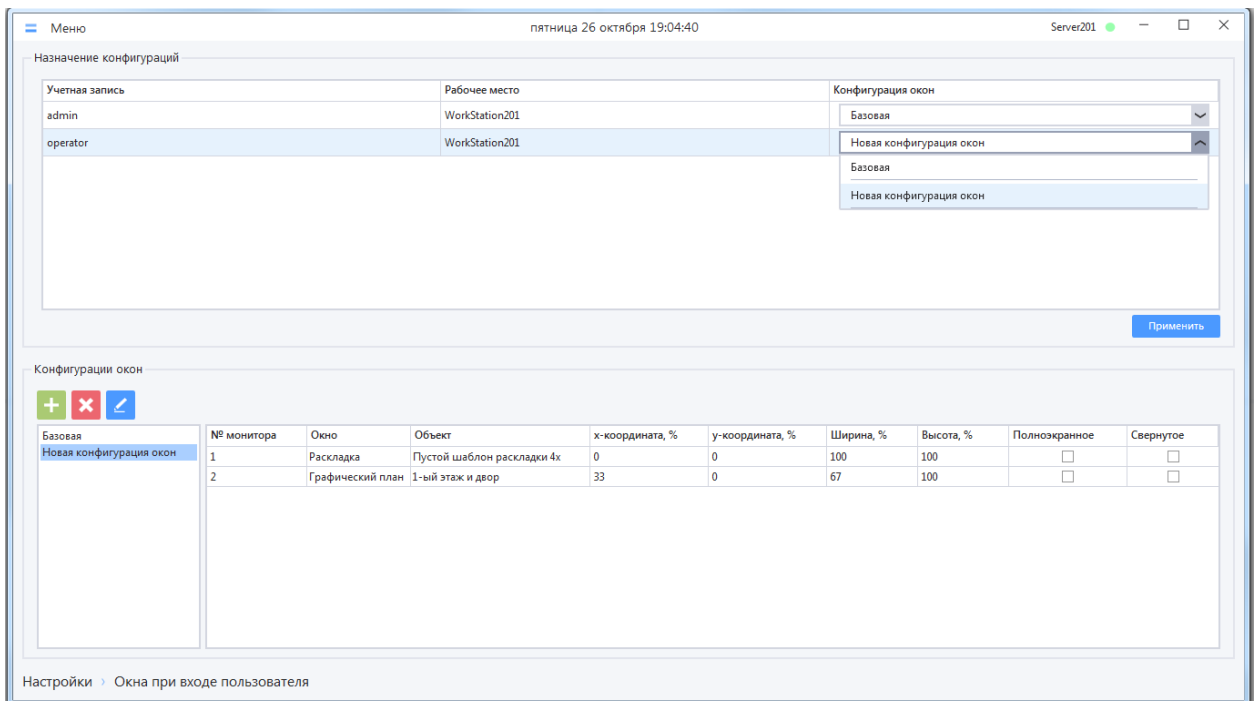 Меню пятница 26 октября 19:04:40 Server201
Назначение конфигураций
Учетная запись Рабочее место Конфигурация окон
admin WorkStation201 Базовая
operator WorkStation201 Новая конфигурация окон
Базовая
Новая конфигурация окон
Применить
Конфигурации окон
Базовая
Новая конфигурация окон
№ монитора Окно Объект x-координата, % y-координата, % Ширина, % Высота, % Полноэкранное Свернутое
1 Раскладка Пустой шаблон раскладки 4x 0 0 100 100
2 Графический план 1-ый этаж и двор 33 0 67 100
Настройки › Окна при входе пользователя